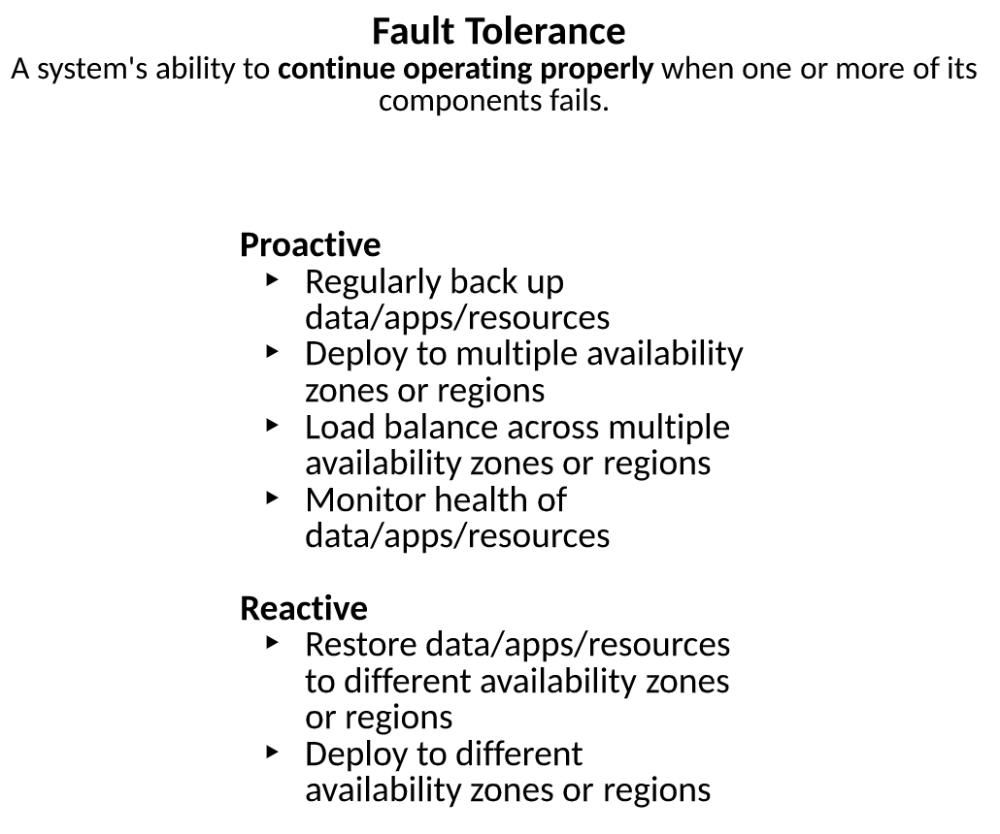 Fault Tolerance
A system's ability to continue operating properly when one or more of its
components fails.
Proactive
‣ Regularly back up
data/apps/resources
‣ Deploy to multiple availability
zones or regions
‣ Load balance across multiple
availability zones or regions
‣ Monitor health of
data/apps/resources
Reactive
‣ Restore data/apps/resources
to different availability zones
or regions
‣ Deploy to different
availability zones or regions